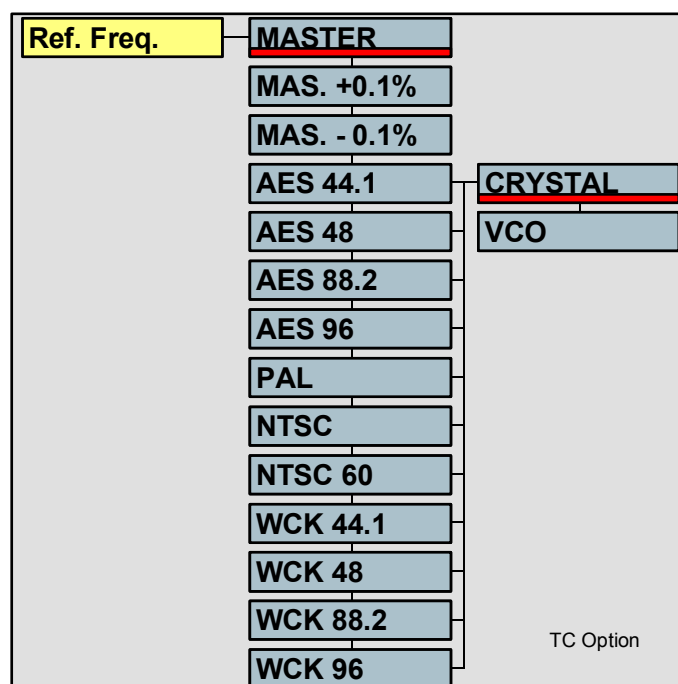 Ref. Freq.
MASTER
MAS. +0.1%
MAS. - 0.1%
AES 44.1
CRYSTAL
AES 48
VCO
AES 88.2
AES 96
PAL
NTSC
NTSC 60
WCK 44.1
WCK 48
WCK 88.2
TC Option
WCK 96